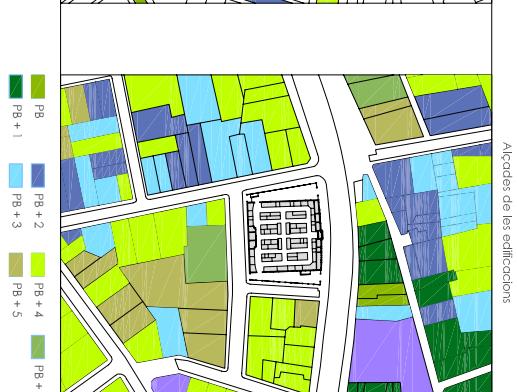 Alçades de les edificacions
PB
PB + 2
PB + 4
PB +
PB + 1
PB + 3
PB + 5